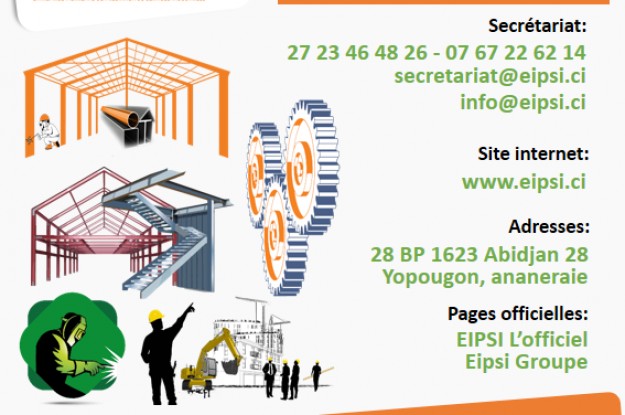 Secrétariat:
27 23 46 48 26 - 07 67 22 62 14
secretariat@eipsi.ci
info@eipsi.ci
Site internet:
www.eipsi.ci
Adresses:
28 BP 1623 Abidjan 28
Yopougon, ananeraie
Pages officielles:
EIPSI L’officiel
Eipsi Groupe